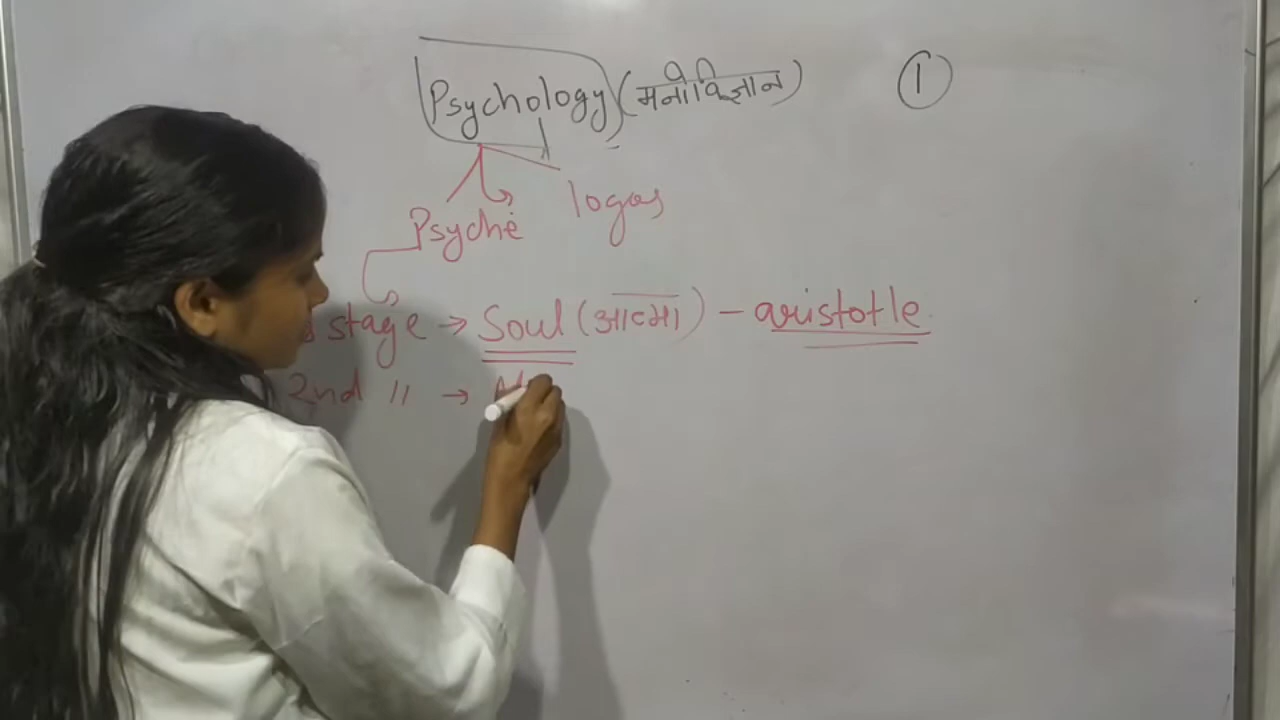 Psychology (मनोविज्ञान) 1
Psyche logos
stage → Soul (आत्मा) - aristotle
2nd " →